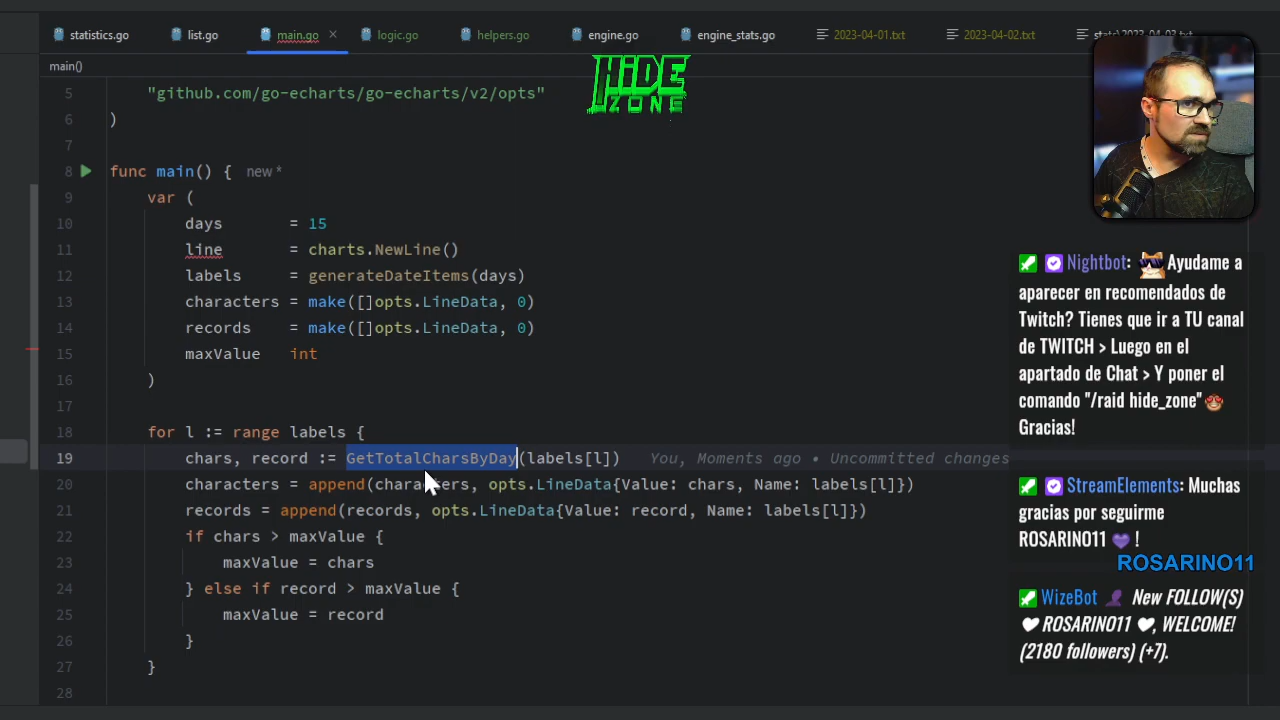 statistics.go list.go main.go × logic.go helpers.go engine.go engine_stats.go 2023-04-01.txt 2023-04-02.txt
main()
HIDE
ZONE
5 "github.com/go-echarts/go-echarts/v2/opts"
6 )
7
8 func main() { new *
9 var (
10 days = 15
11 line = charts.NewLine()
12 labels = generateDateItems(days)
13 characters = make([]opts.LineData, 0)
14 records = make([]opts.LineData, 0)
15 maxValue int
16 )
17
18 for l := range labels {
19 chars, record := GetTotalCharsByDay(labels[l]) You, Moments ago • Uncommitted changes
20 characters = append(characters, opts.LineData{Value: chars, Name: labels[l]})
21 records = append(records, opts.LineData{Value: record, Name: labels[l]})
22 if chars > maxValue {
23 maxValue = chars
24 } else if record > maxValue {
25 maxValue = record
26 }
27 }
28
Nightbot: Ayudame a
aparecer en recomendados de
Twitch? Tienes que ir a TU canal
de TWITCH > Luego en el
apartado de Chat > Y poner el
comando "/raid hide_zone"
Gracias!
StreamElements: Muchas
gracias por seguirme
ROSARINO11 !
ROSARINO11
WizeBot: New FOLLOW(S)
ROSARINO11 , WELCOME!
(2180 followers) (+7).